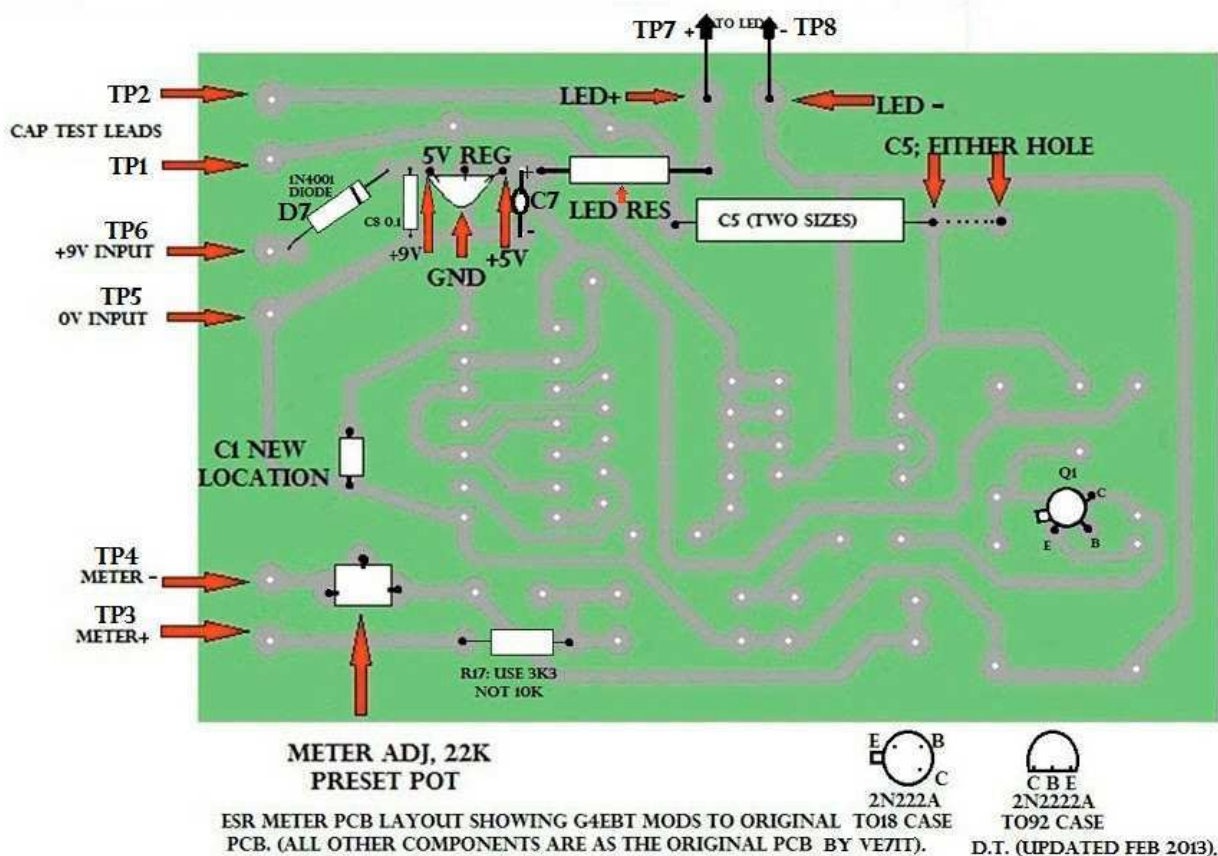 TP7 + TO LED - TP8
TP2
LED+
LED -
CAP TEST LEADS
TP1
5V REG
C5; EITHER HOLE
1N4001
DIODE
D7
C8 0.1
+
C7
-
LED RES
C5 (TWO SIZES)
TP6
+9V INPUT
+9V
+5V
GND
TP5
0V INPUT
C1 NEW
LOCATION
Q1
C
E
B
TP4
METER -
TP3
METER+
R17: USE 3K3
NOT 10K
METER ADJ, 22K
PRESET POT
E
B
C
2N222A
TO18 CASE
C B E
2N2222A
TO92 CASE
ESR METER PCB LAYOUT SHOWING G4EBT MODS TO ORIGINAL
PCB. (ALL OTHER COMPONENTS ARE AS THE ORIGINAL PCB BY VE7IT).
D.T. (UPDATED FEB 2013).